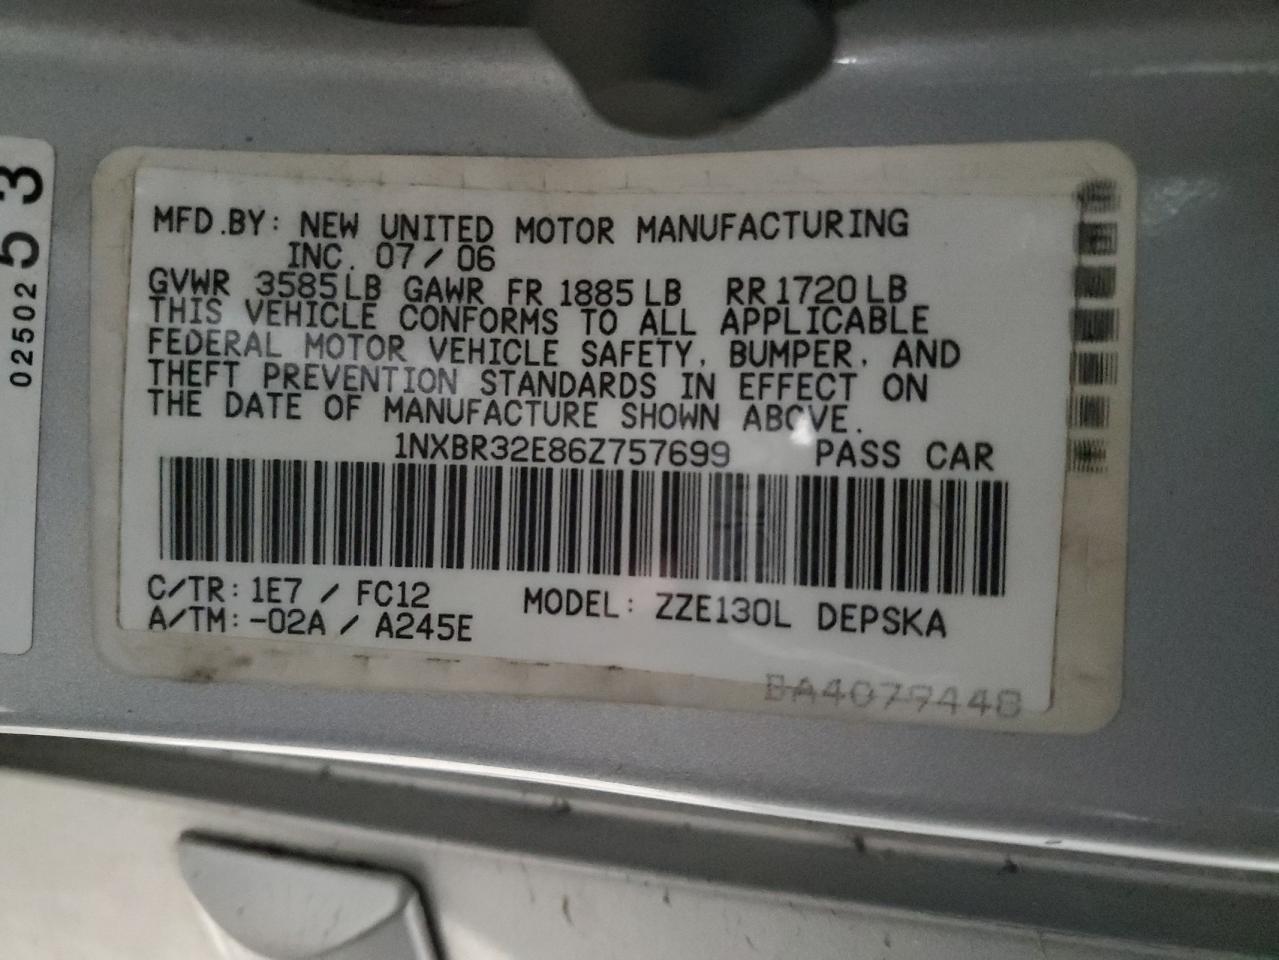 MFD.BY: NEW UNITED MOTOR MANUFACTURING
INC. 07/06
GVWR 3585LB GAWR FR 1885LB RR 1720LB
THIS VEHICLE CONFORMS TO ALL APPLICABLE
FEDERAL MOTOR VEHICLE SAFETY, BUMPER, AND
THEFT PREVENTION STANDARDS IN EFFECT ON
THE DATE OF MANUFACTURE SHOWN ABOVE.
1NXBR32E86Z757699 PASS CAR
C/TR: 1E7 / FC12 MODEL: ZZE130L DEPSKA
A/TM: -02A / A245E
BA4079448
53
02502